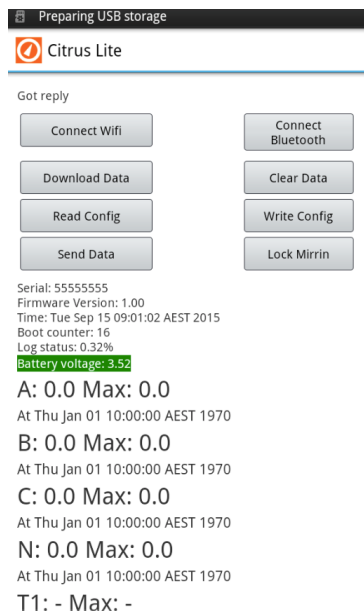 Preparing USB storage
Citrus Lite
Got reply
Connect Wifi
Connect
Bluetooth
Download Data
Clear Data
Read Config
Write Config
Send Data
Lock Mirrin
Serial: 55555555
Firmware Version: 1.00
Time: Tue Sep 15 09:01:02 AEST 2015
Boot counter: 16
Log status: 0.32%
Battery voltage: 3.52
A: 0.0 Max: 0.0
At Thu Jan 01 10:00:00 AEST 1970
B: 0.0 Max: 0.0
At Thu Jan 01 10:00:00 AEST 1970
C: 0.0 Max: 0.0
At Thu Jan 01 10:00:00 AEST 1970
N: 0.0 Max: 0.0
At Thu Jan 01 10:00:00 AEST 1970
T1: - Max: -